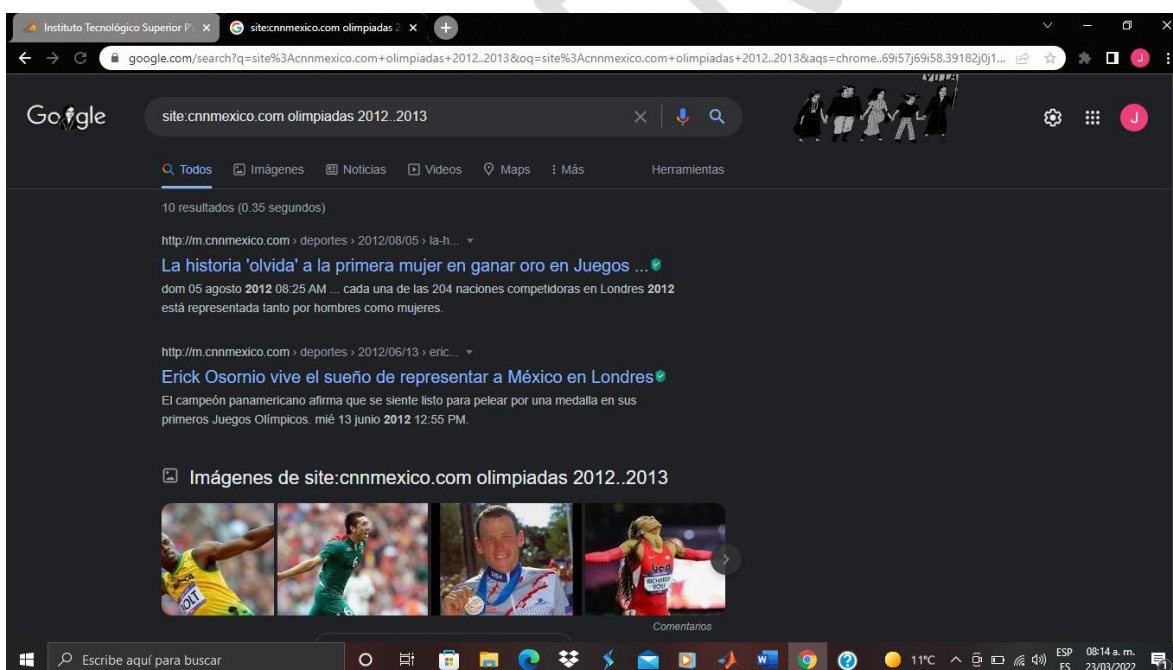 Instituto Tecnológico Superior P
site:cnnmexico.com olimpiadas 2
google.com/search?q=site%3Acnnmexico.com+olimpiadas+2012..2013&oq=site%3Acnnmexico.com+olimpiadas+2012..2013&aqs=chrome..69i57j69i58.39182j0j1...
J
Google
site:cnnmexico.com olimpiadas 2012..2013
J
Todos Imágenes Noticias Videos Maps Más Herramientas
10 resultados (0.35 segundos)
http://m.cnnmexico.com › deportes › 2012/08/05 › la-h...
La historia 'olvida' a la primera mujer en ganar oro en Juegos ...
dom 05 agosto 2012 08:25 AM ... cada una de las 204 naciones competidoras en Londres 2012
está representada tanto por hombres como mujeres.
http://m.cnnmexico.com › deportes › 2012/06/13 › eric...
Erick Osornio vive el sueño de representar a México en Londres
El campeón panamericano afirma que se siente listo para pelear por una medalla en sus
primeros Juegos Olímpicos. mié 13 junio 2012 12:55 PM.
Imágenes de site:cnnmexico.com olimpiadas 2012..2013
BOLT
USA
RICHARDS
ROSS
Comentarios
Escribe aquí para buscar
11°C
ESP
ES
08:14 a. m.
23/03/2022